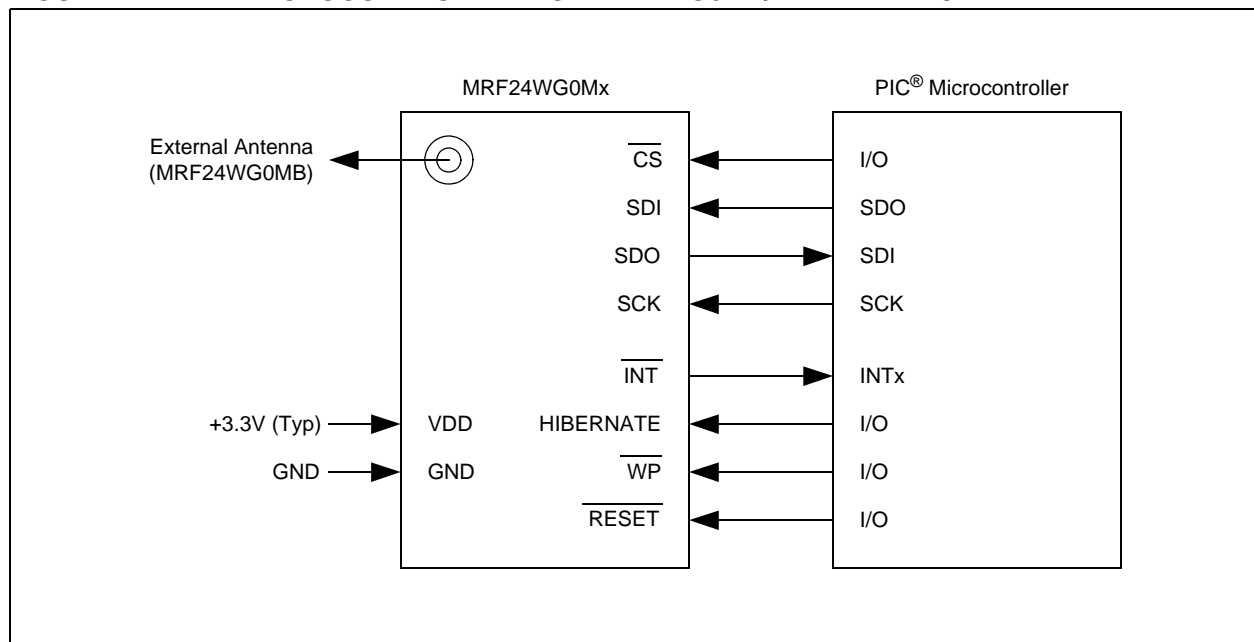 MRF24WG0Mx
PIC® Microcontroller
External Antenna
(MRF24WG0MB)
CS
I/O
SDI
SDO
SDO
SDI
SCK
SCK
INT
INTx
+3.3V (Typ)
VDD
HIBERNATE
I/O
GND
GND
WP
I/O
RESET
I/O